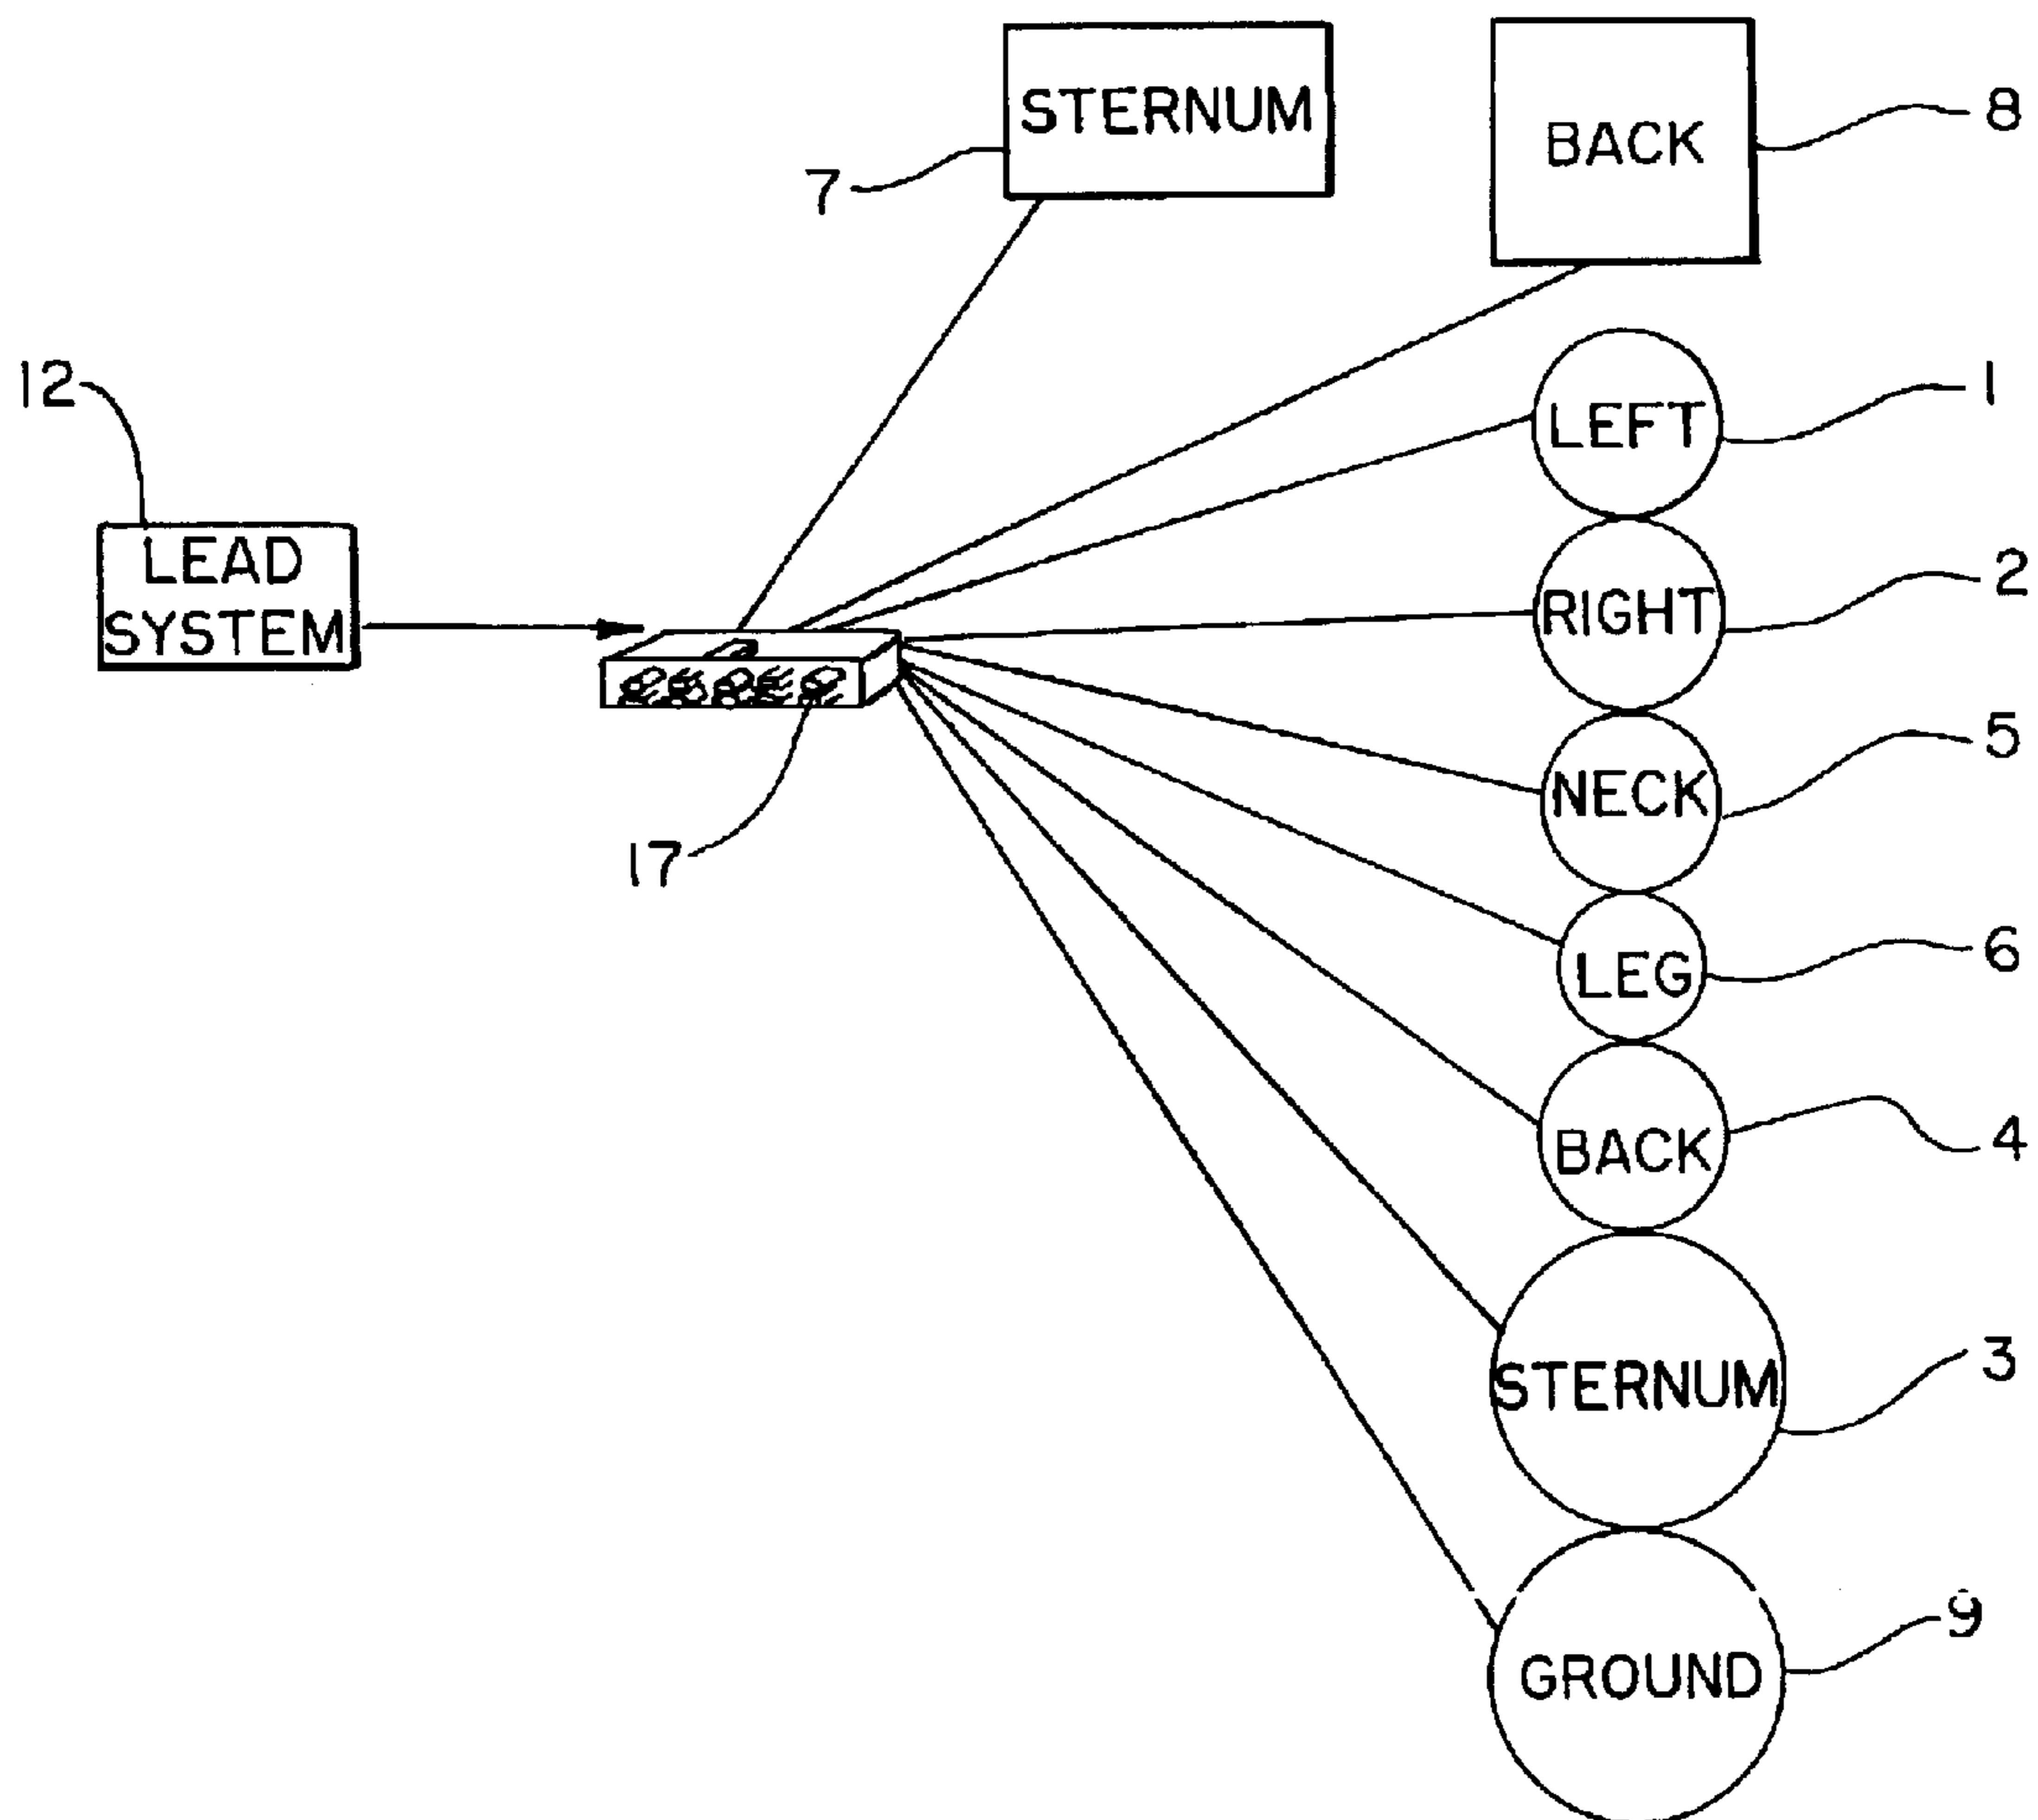 STERNUM
7
BACK
8
12
LEAD
SYSTEM
LEFT
1
RIGHT
2
NECK
5
17
LEG
6
BACK
4
STERNUM
3
GROUND
9